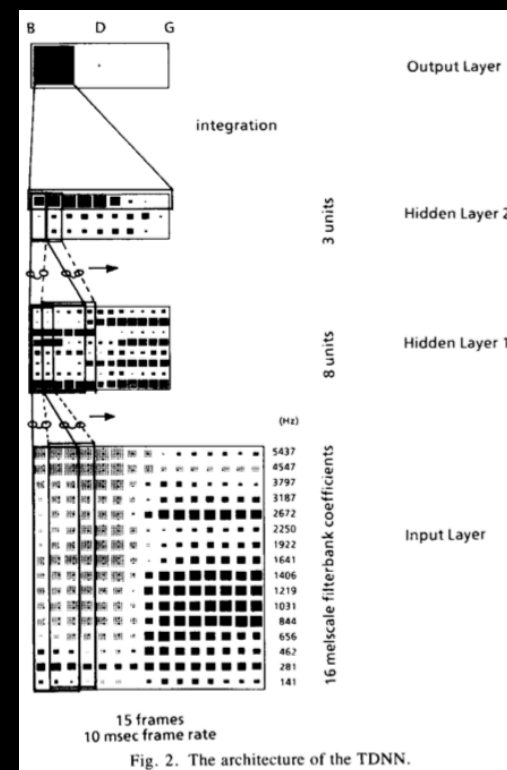 B D G
Output Layer
integration
3 units
Hidden Layer 2
8 units
Hidden Layer 1
(Hz)
5437
4547
3797
3187
2672
2250
1922
1641
1406
1219
1031
844
656
462
281
141
16 melscale filterbank coefficients
Input Layer
15 frames
10 msec frame rate
Fig. 2. The architecture of the TDNN.